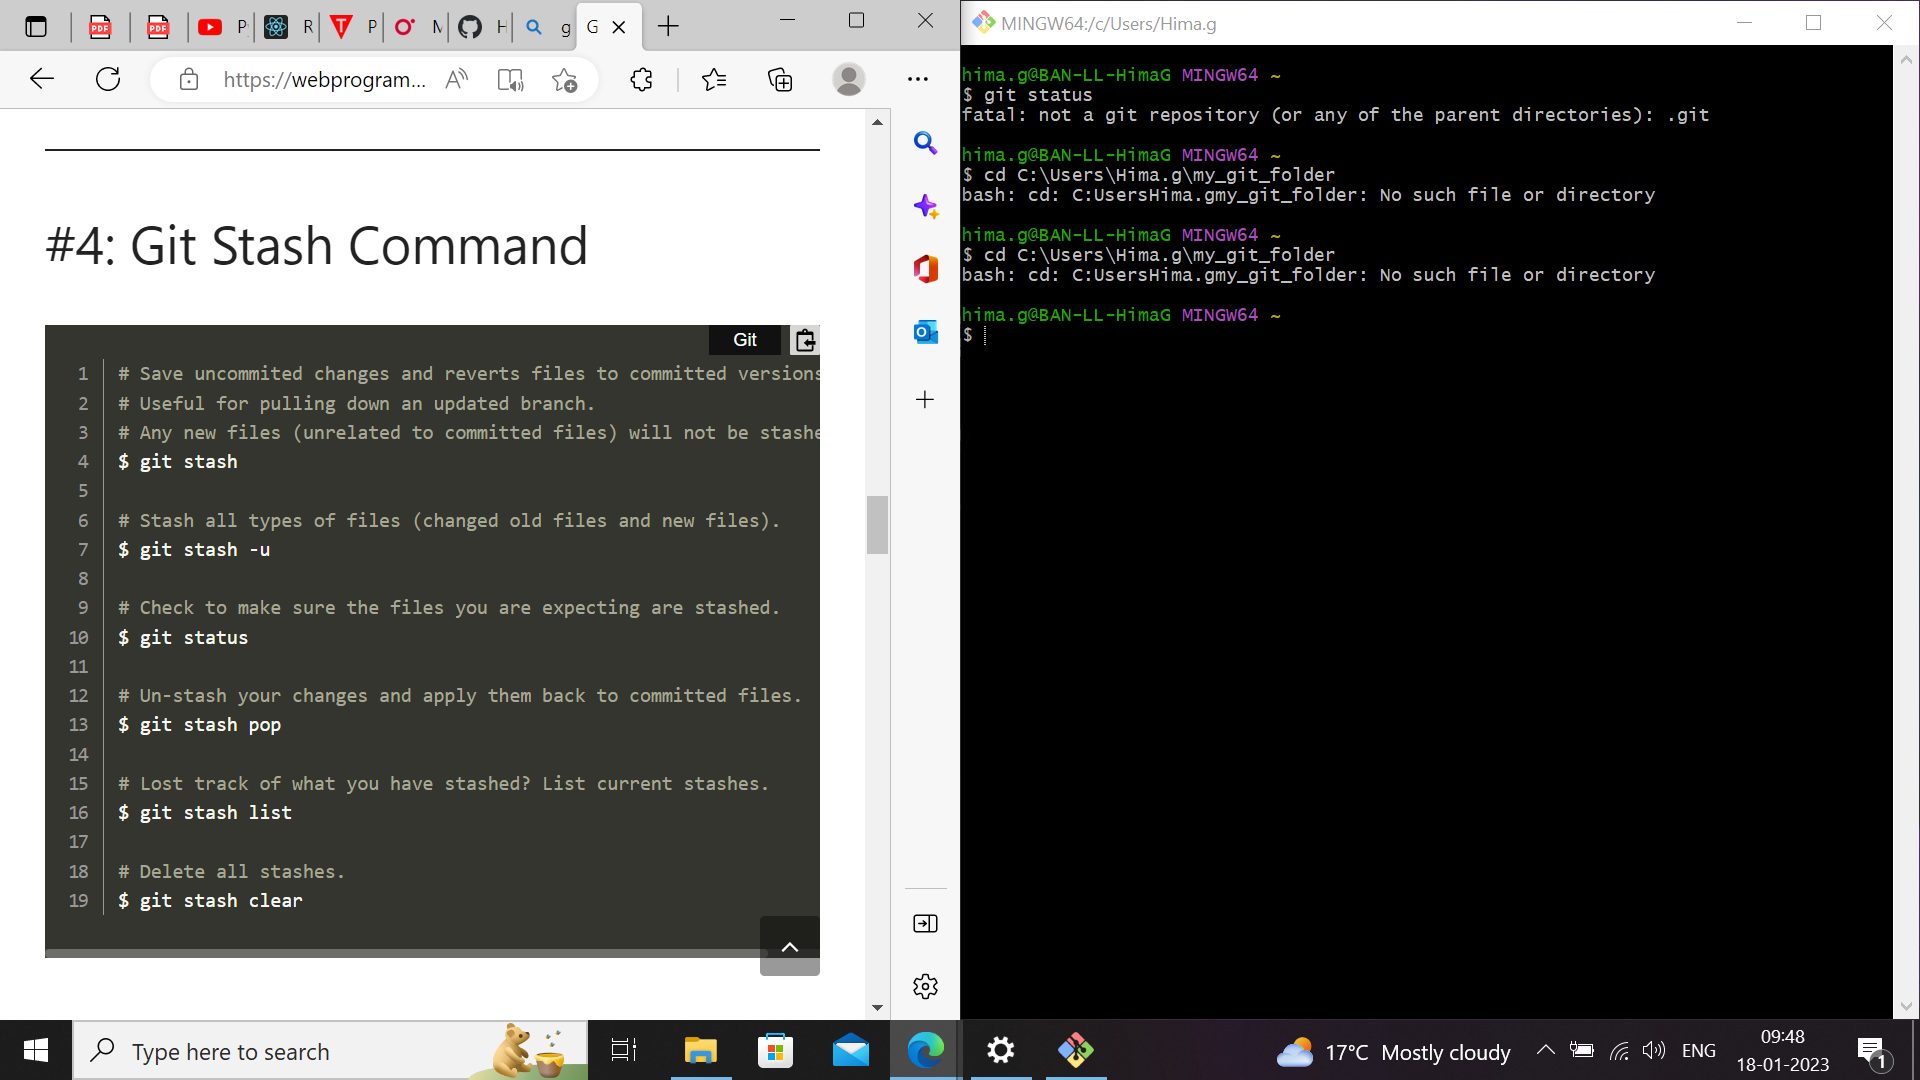 P
R
P
M
H
g
G
https://webprogram...
#4: Git Stash Command
Git
1 # Save uncommited changes and reverts files to committed versions
2 # Useful for pulling down an updated branch.
3 # Any new files (unrelated to committed files) will not be stashe
4 $ git stash
5
6 # Stash all types of files (changed old files and new files).
7 $ git stash -u
8
9 # Check to make sure the files you are expecting are stashed.
10 $ git status
11
12 # Un-stash your changes and apply them back to committed files.
13 $ git stash pop
14
15 # Lost track of what you have stashed? List current stashes.
16 $ git stash list
17
18 # Delete all stashes.
19 $ git stash clear
MINGW64:/c/Users/Hima.g
hima.g@BAN-LL-HimaG MINGW64 ~
$ git status
fatal: not a git repository (or any of the parent directories): .git
hima.g@BAN-LL-HimaG MINGW64 ~
$ cd C:\Users\Hima.g\my_git_folder
bash: cd: C:UsersHima.gmy_git_folder: No such file or directory
hima.g@BAN-LL-HimaG MINGW64 ~
$ cd C:\Users\Hima.g\my_git_folder
bash: cd: C:UsersHima.gmy_git_folder: No such file or directory
hima.g@BAN-LL-HimaG MINGW64 ~
$
Type here to search
17°C Mostly cloudy
ENG
09:48
18-01-2023
1